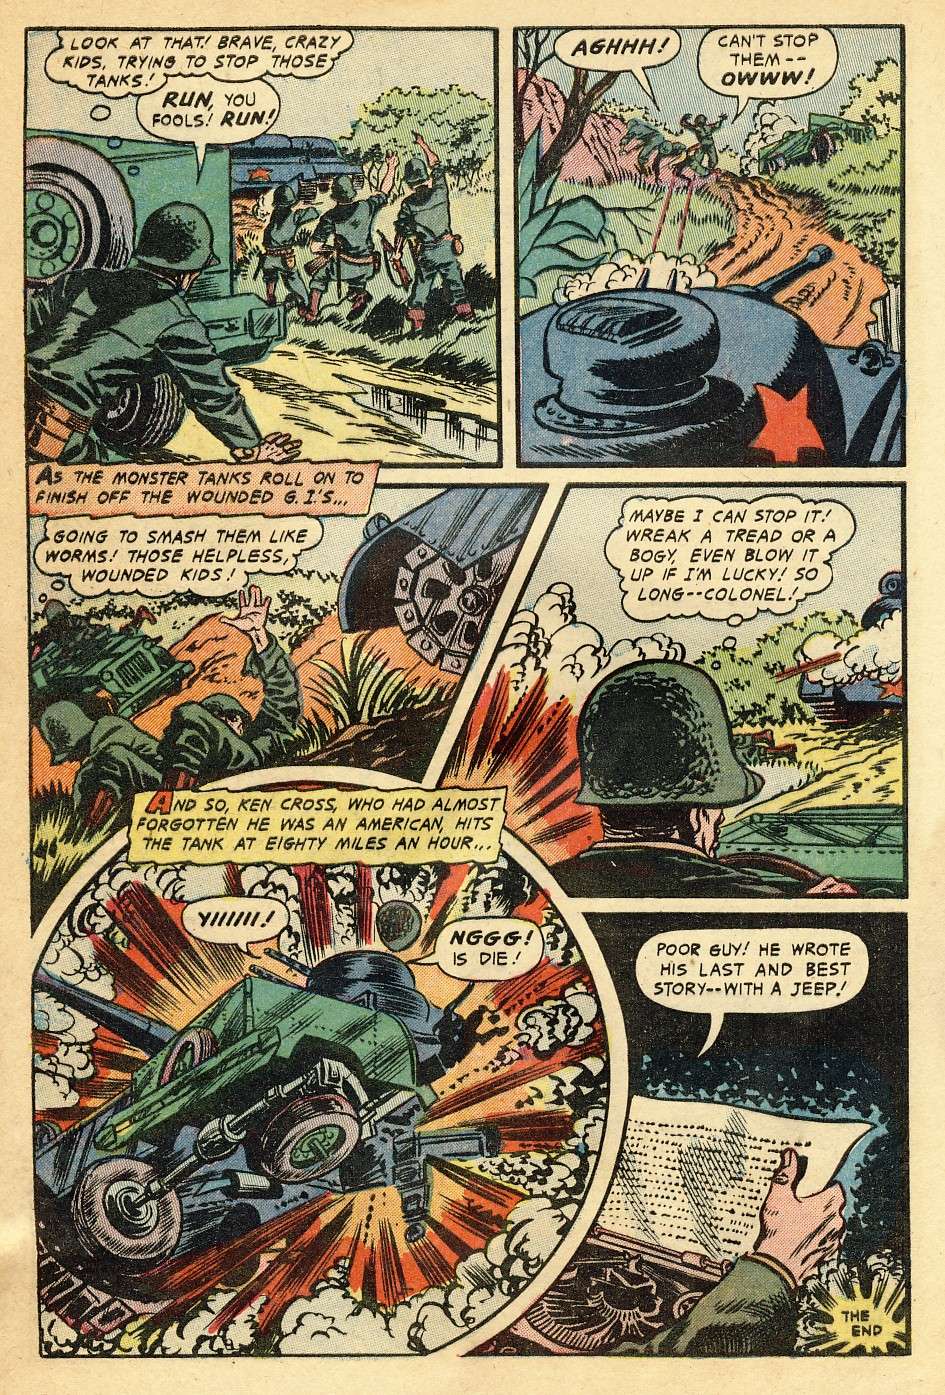 LOOK AT THAT! BRAVE, CRAZY
KIDS, TRYING TO STOP THOSE
TANKS!
RUN, YOU
FOOLS! RUN!
AGHHH!
CAN'T STOP
THEM--
OWWW!
AS THE MONSTER TANKS ROLL ON TO
FINISH OFF THE WOUNDED G.I'S...
GOING TO SMASH THEM LIKE
WORMS! THOSE HELPLESS,
WOUNDED KIDS!
MAYBE I CAN STOP IT!
WREAK A TREAD OR A
BOGY, EVEN BLOW IT
UP IF I'M LUCKY! SO
LONG--COLONEL!
AND SO, KEN CROSS, WHO HAD ALMOST
FORGOTTEN HE WAS AN AMERICAN, HITS
THE TANK AT EIGHTY MILES AN HOUR...
YIIIIII!
NGGG!
IS DIE!
POOR GUY! HE WROTE
HIS LAST AND BEST
STORY--WITH A JEEP!
THE
END